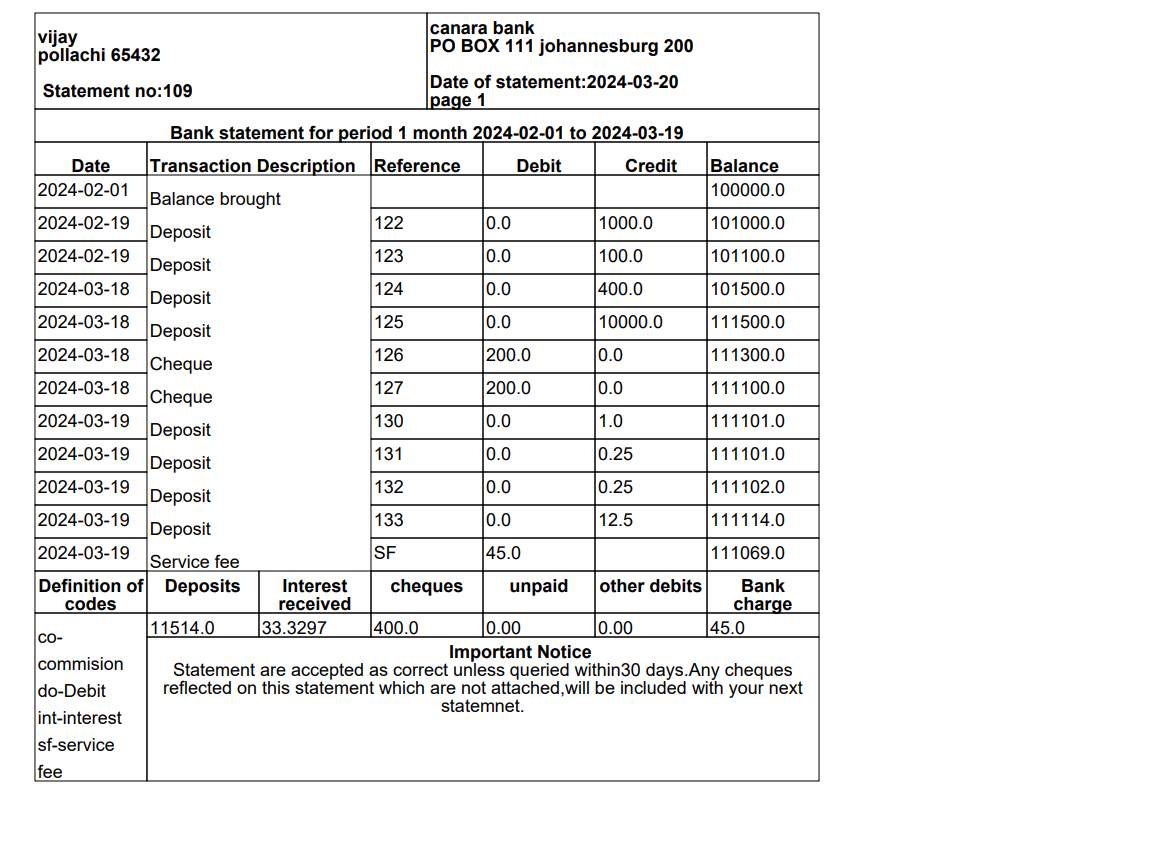 vijay
pollachi 65432
Statement no:109
canara bank
PO BOX 111 johannesburg 200
Date of statement:2024-03-20
page 1
Bank statement for period 1 month 2024-02-01 to 2024-03-19
Date Transaction Description Reference Debit Credit Balance
2024-02-01 Balance brought 100000.0
2024-02-19 Deposit 122 0.0 1000.0 101000.0
2024-02-19 Deposit 123 0.0 100.0 101100.0
2024-03-18 Deposit 124 0.0 400.0 101500.0
2024-03-18 Deposit 125 0.0 10000.0 111500.0
2024-03-18 Cheque 126 200.0 0.0 111300.0
2024-03-18 Cheque 127 200.0 0.0 111100.0
2024-03-19 Deposit 130 0.0 1.0 111101.0
2024-03-19 Deposit 131 0.0 0.25 111101.0
2024-03-19 Deposit 132 0.0 0.25 111102.0
2024-03-19 Deposit 133 0.0 12.5 111114.0
2024-03-19 Service fee SF 45.0 111069.0
Definition of codes Deposits Interest received cheques unpaid other debits Bank charge
11514.0 33.3297 400.0 0.00 0.00 45.0
co-
commision
do-Debit
int-interest
sf-service
fee
Important Notice
Statement are accepted as correct unless queried within30 days.Any cheques
reflected on this statement which are not attached,will be included with your next
statemnet.